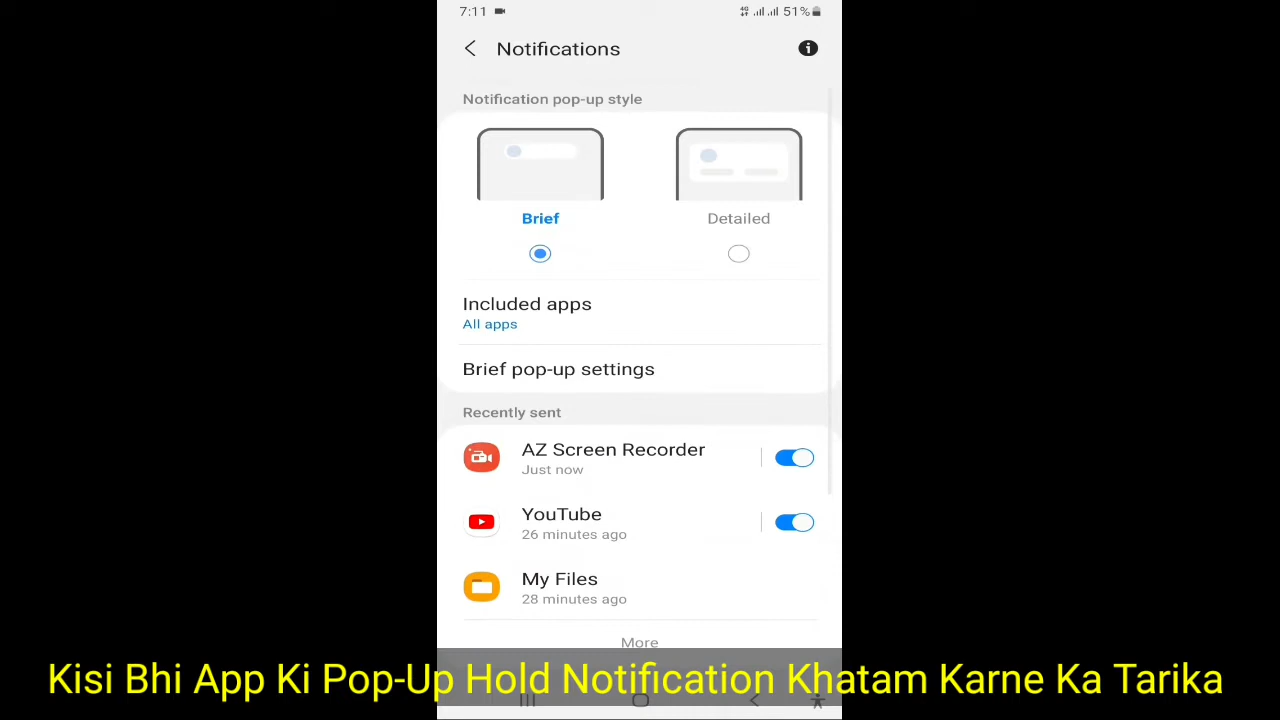 7:11
4G 51%
Notifications
Notification pop-up style
Brief
Detailed
Included apps
All apps
Brief pop-up settings
Recently sent
AZ Screen Recorder
Just now
YouTube
26 minutes ago
My Files
28 minutes ago
More
Kisi Bhi App Ki Pop-Up Hold Notification Khatam Karne Ka Tarika